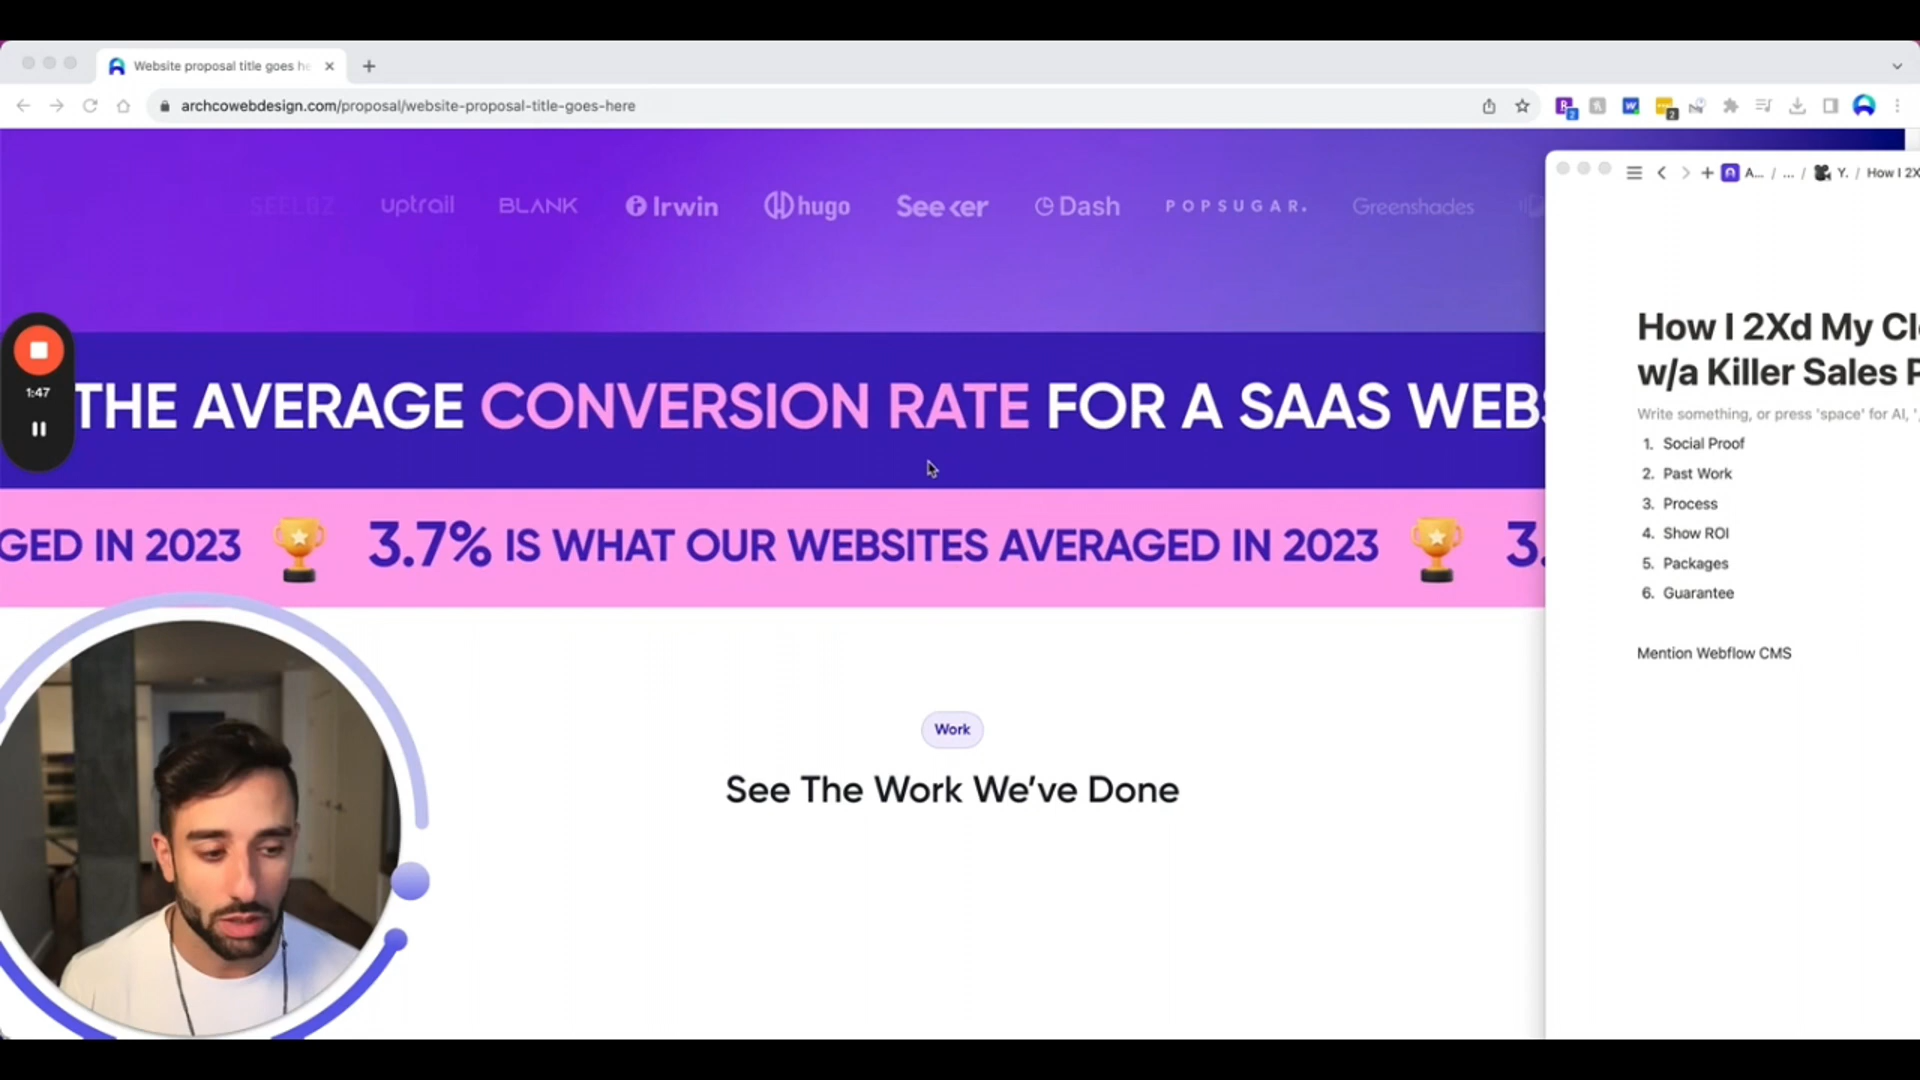 Website proposal title goes he
archcowebdesign.com/proposal/website-proposal-title-goes-here
uptrall
BLANK
Irwin
hugo
Seeker
Dash
POPSUGAR.
Greenshades
THE AVERAGE CONVERSION RATE FOR A SAAS WEBS
1:47
GED IN 2023
3.7% IS WHAT OUR WEBSITES AVERAGED IN 2023
3.
Work
See The Work We've Done
A... / ... / Y. / How I 2X
How I 2Xd My Cl
w/a Killer Sales P
Write something, or press 'space' for AI, '
1. Social Proof
2. Past Work
3. Process
4. Show ROI
5. Packages
6. Guarantee
Mention Webflow CMS